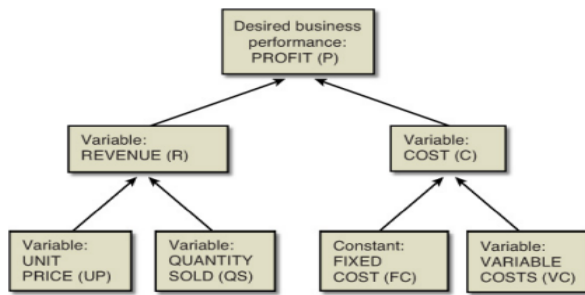 Desired business
performance:
PROFIT (P)
Variable:
REVENUE (R)
Variable:
COST (C)
Variable:
UNIT
PRICE (UP)
Variable:
QUANTITY
SOLD (QS)
Constant:
FIXED
COST (FC)
Variable:
VARIABLE
COSTS (VC)